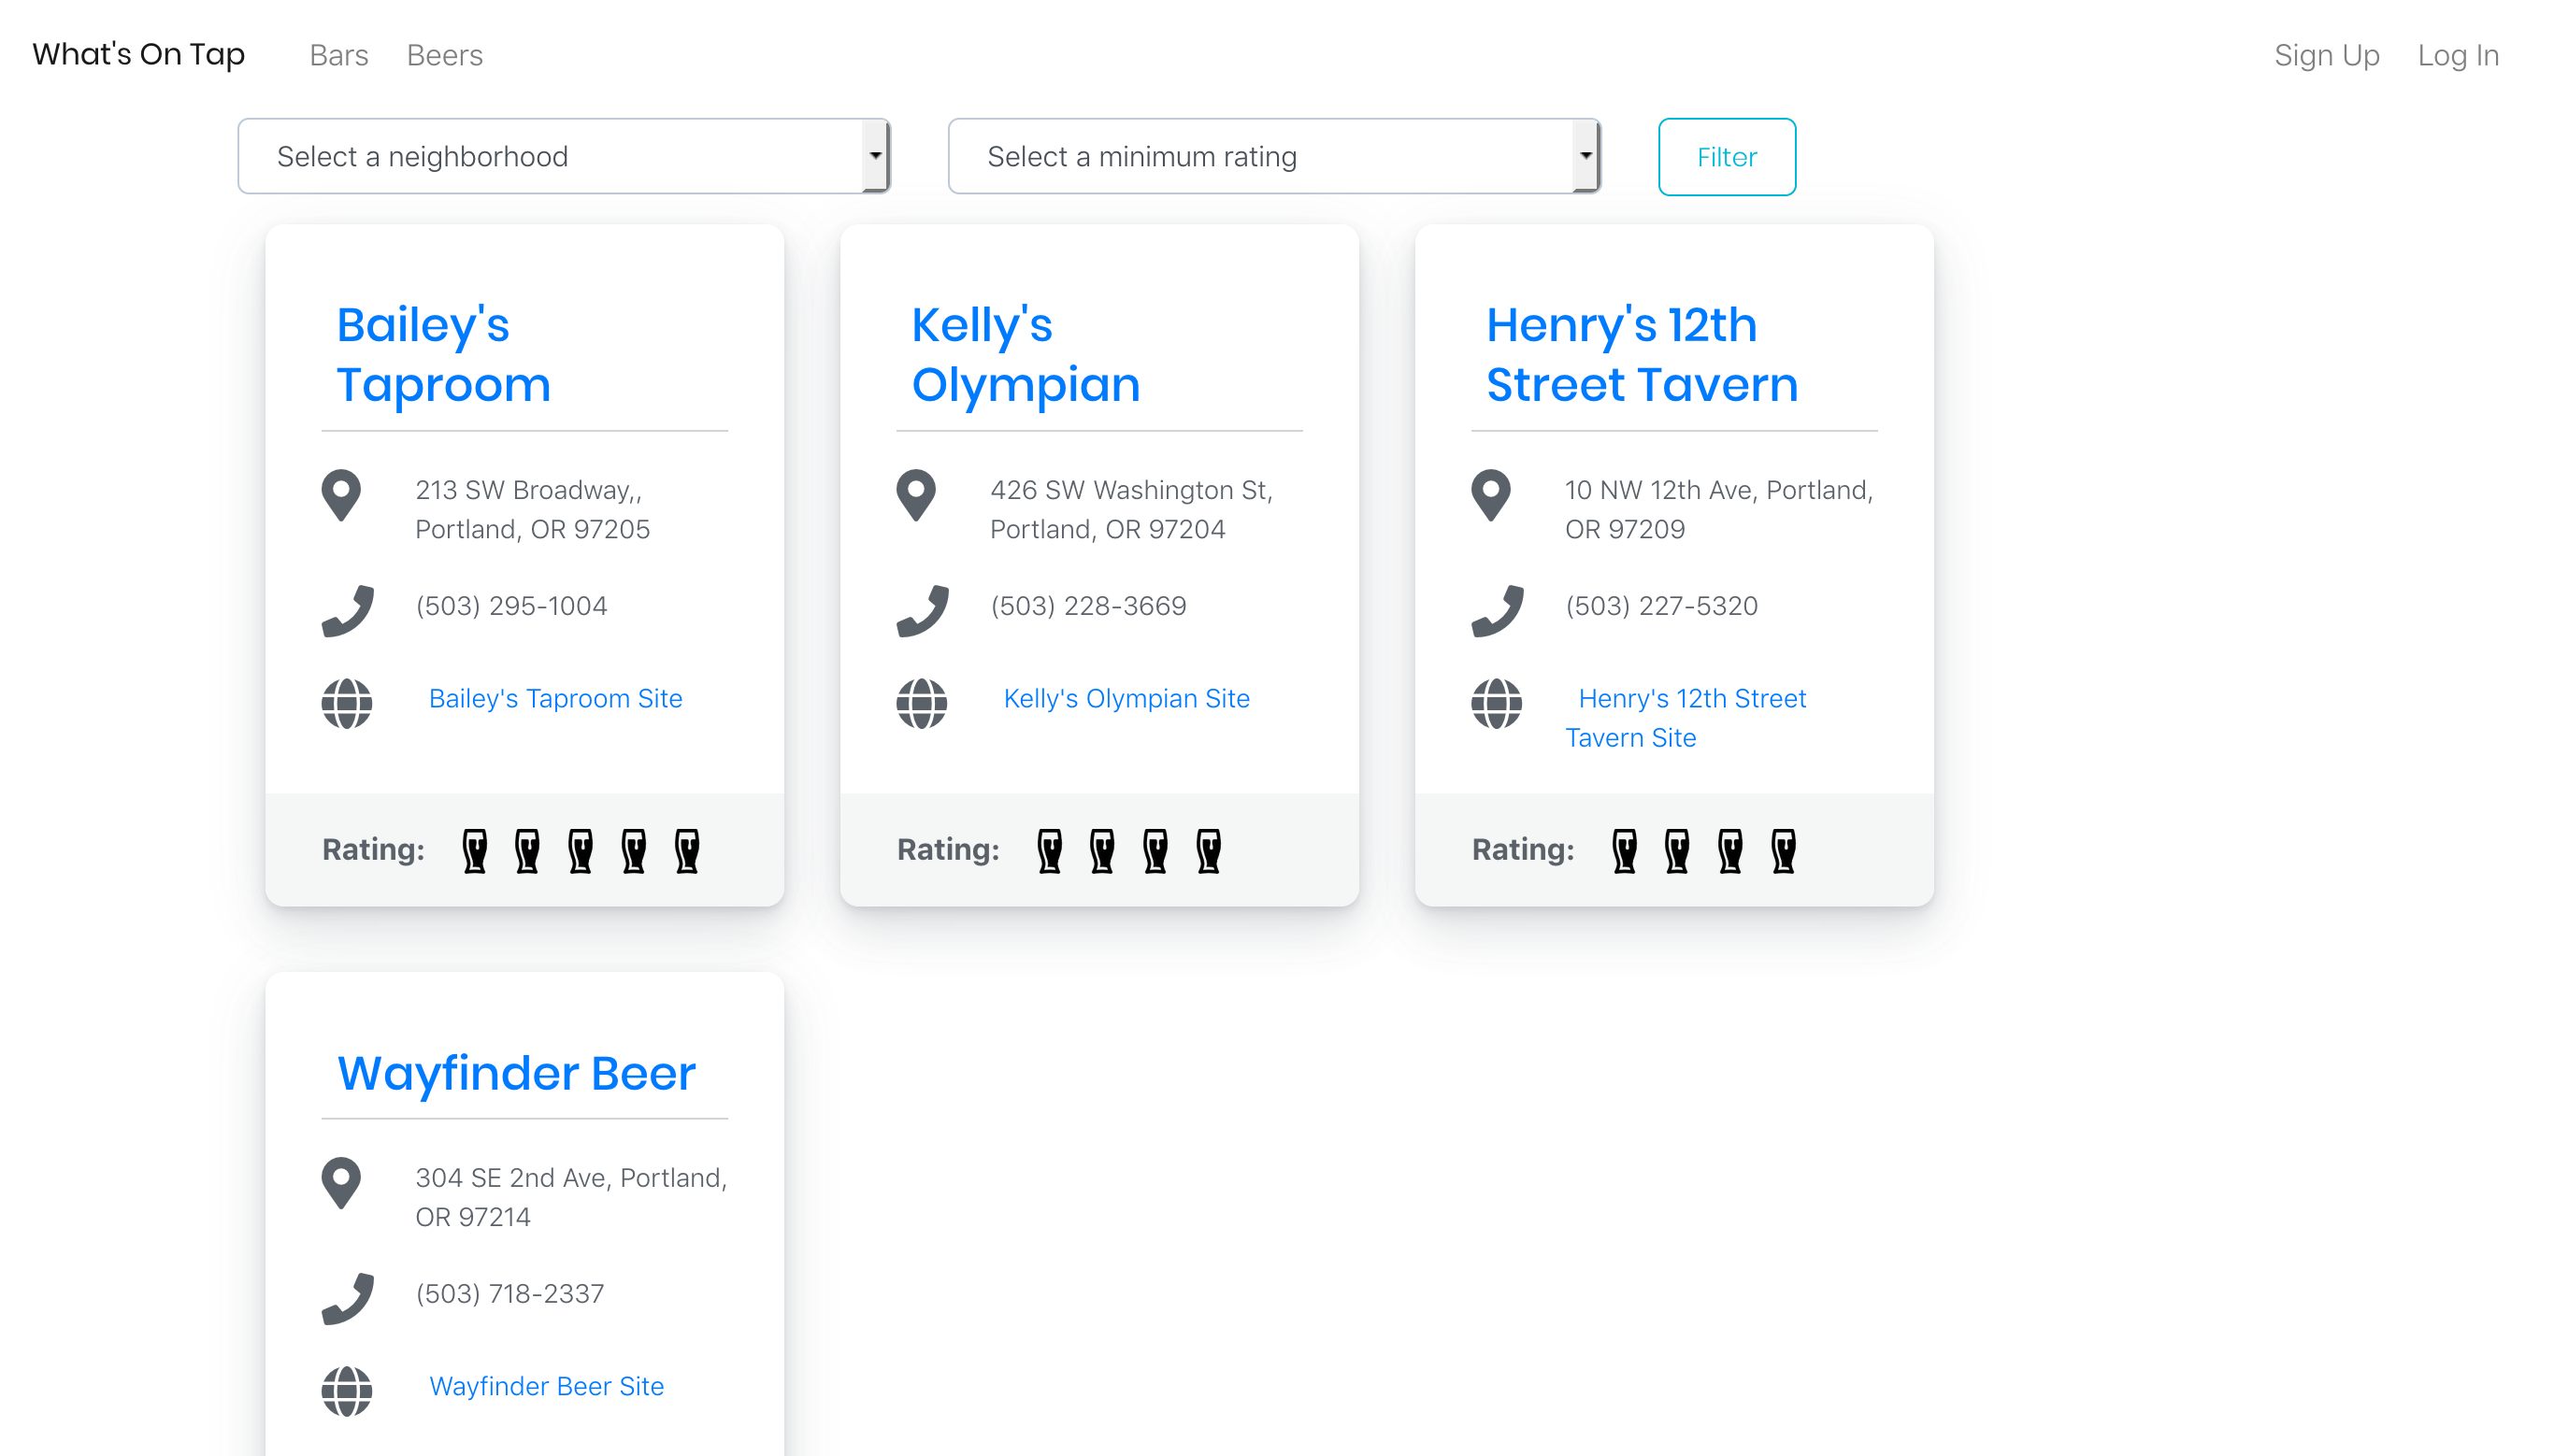 What's On Tap
Bars
Beers
Sign Up
Log In
Select a neighborhood
Select a minimum rating
Filter
Bailey's
Taproom
213 SW Broadway,,
Portland, OR 97205
(503) 295-1004
Bailey's Taproom Site
Rating:
Kelly's
Olympian
426 SW Washington St,
Portland, OR 97204
(503) 228-3669
Kelly's Olympian Site
Rating:
Henry's 12th
Street Tavern
10 NW 12th Ave, Portland,
OR 97209
(503) 227-5320
Henry's 12th Street
Tavern Site
Rating:
Wayfinder Beer
304 SE 2nd Ave, Portland,
OR 97214
(503) 718-2337
Wayfinder Beer Site